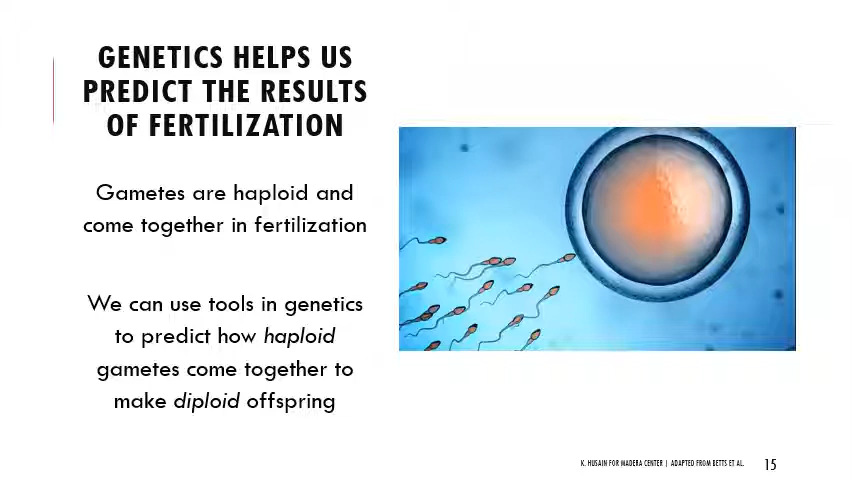 GENETICS HELPS US
PREDICT THE RESULTS
OF FERTILIZATION
Gametes are haploid and
come together in fertilization
We can use tools in genetics
to predict how haploid
gametes come together to
make diploid offspring
K. HUSAIN FOR MADERA CENTER | ADAPTED FROM BETTS ET AL.
15